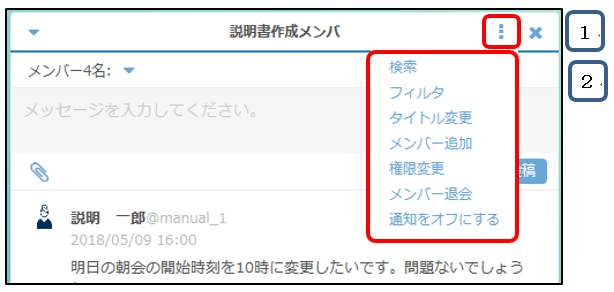 説明書作成メンバ
1
メンバー4名:
2
検索
フィルタ
タイトル変更
メンバー追加
権限変更
メンバー退会
通知をオフにする
メッセージを入力してください。
稿
説明　一郎@manual_1
2018/05/09 16:00
明日の朝会の開始時刻を10時に変更したいです。問題ないでしょう